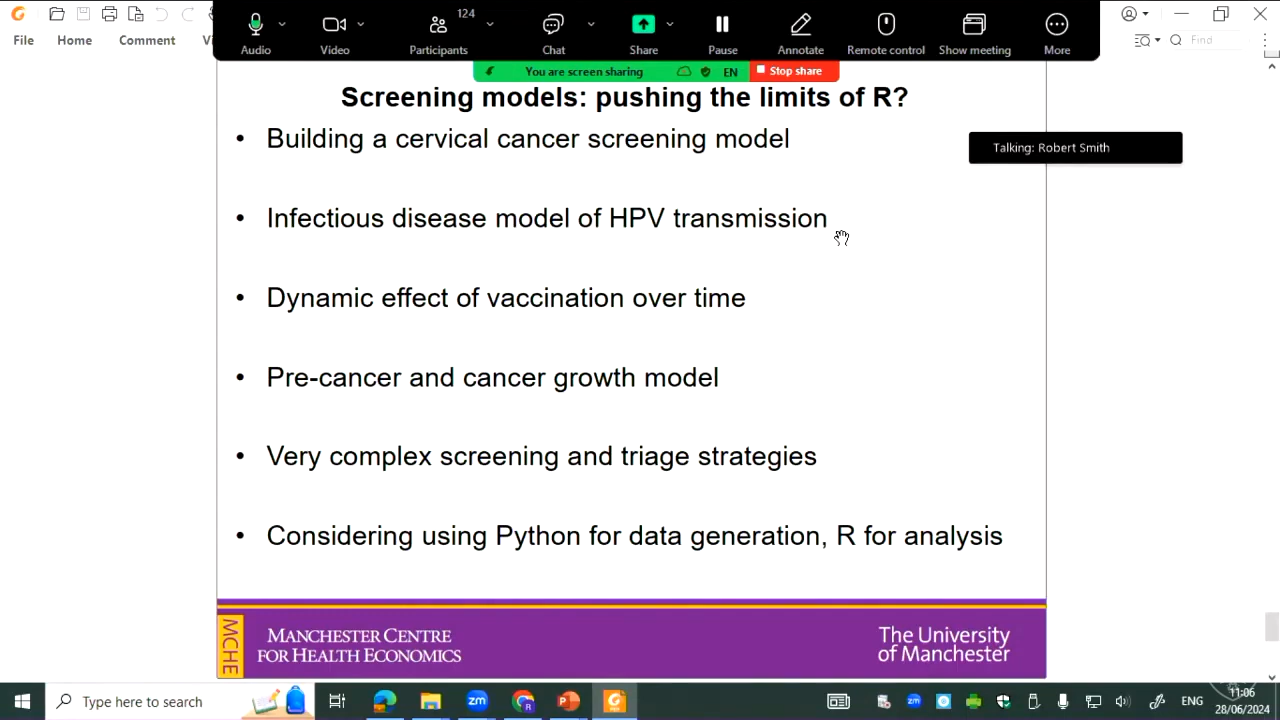 124
Audio
Video
Participants
Chat
Share
Pause
Annotate
Remote control
Show meeting
More
File
Home
Comment
Find
You are screen sharing
EN
Stop share
Screening models: pushing the limits of R?
Talking: Robert Smith
• Building a cervical cancer screening model
• Infectious disease model of HPV transmission
• Dynamic effect of vaccination over time
• Pre-cancer and cancer growth model
• Very complex screening and triage strategies
• Considering using Python for data generation, R for analysis
MCHE
MANCHESTER CENTRE
FOR HEALTH ECONOMICS
The University
of Manchester
Type here to search
zm
zm
ENG
11:06
28/06/2024